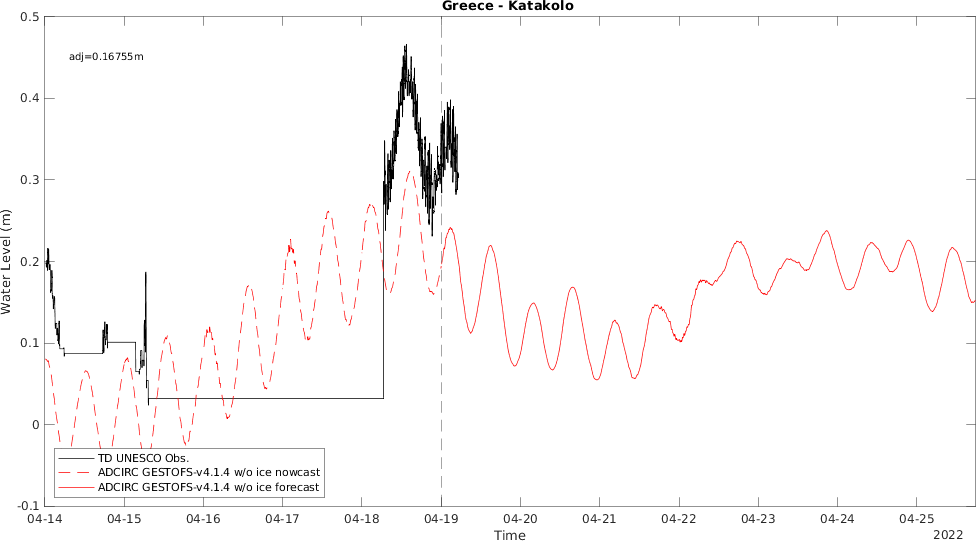 Greece - Katakolo
adj=0.16755m
Water Level (m)
0.5
0.4
0.3
0.2
0.1
0
-0.1
TD UNESCO Obs.
ADCIRC GESTOFS-v4.1.4 w/o ice nowcast
ADCIRC GESTOFS-v4.1.4 w/o ice forecast
04-14 04-15 04-16 04-17 04-18 04-19 04-20 04-21 04-22 04-23 04-24 04-25
Time
2022